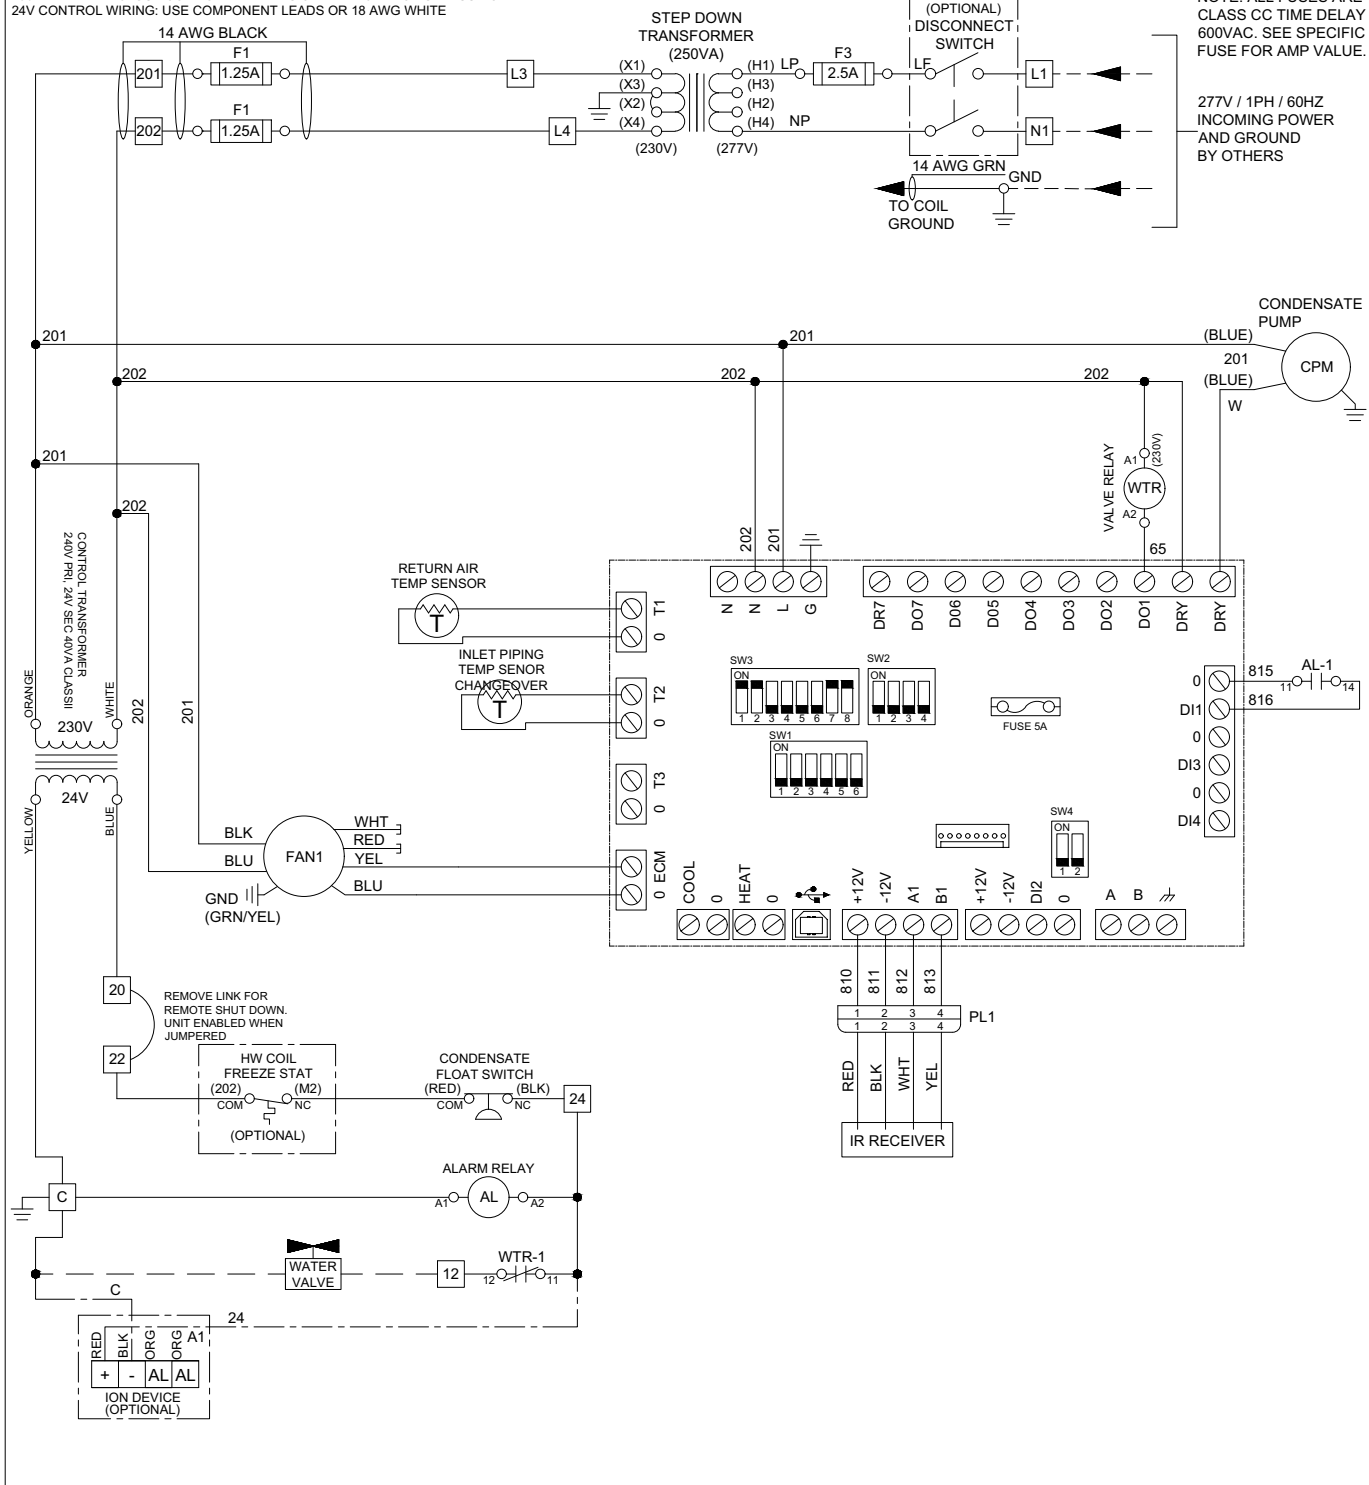 24V CONTROL WIRING: USE COMPONENT LEADS OR 18 AWG WHITE
14 AWG BLACK
201
F1
1.25A
202
F1
1.25A
L3
L4
STEP DOWN
TRANSFORMER
(250VA)
(X1)
(X3)
(X2)
(X4)
(230V)
(H1)
(H3)
(H2)
(H4)
(277V)
LP
NP
F3
2.5A
LF
(OPTIONAL)
DISCONNECT
SWITCH
L1
N1
14 AWG GRN
GND
TO COIL
GROUND
NOTE: ALL FUSES ARE
CLASS CC TIME DELAY
600VAC. SEE SPECIFIC
FUSE FOR AMP VALUE.
277V / 1PH / 60HZ
INCOMING POWER
AND GROUND
BY OTHERS
CONDENSATE
PUMP
(BLUE)
201
(BLUE)
W
CPM
201
201
202
202
202
201
202
VALVE RELAY
A1
(230V)
WTR
A2
65
202
201
CONTROL TRANSFORMER
240V PRI, 24V SEC 40VA CLASSII
ORANGE
WHITE
230V
24V
YELLOW
BLUE
202
201
RETURN AIR
TEMP SENSOR
T
INLET PIPING
TEMP SENOR
CHANGEOVER
T
T1
0
T2
0
T3
0
ECM
0
N
N
L
G
DR7
DO7
D06
D05
DO4
DO3
DO2
DO1
DRY
DRY
SW3
ON
1 2 3 4 5 6 7 8
SW2
ON
1 2 3 4
SW1
ON
1 2 3 4 5 6
FUSE 5A
SW4
ON
1 2
0
DI1
0
DI3
0
DI4
815
816
AL-1
11
14
FAN1
BLK
BLU
GND
(GRN/YEL)
WHT
RED
YEL
BLU
COOL
0
HEAT
0
+12V
-12V
A1
B1
+12V
-12V
DI2
0
A
B
810
811
812
813
1 2 3 4
1 2 3 4
PL1
RED
BLK
WHT
YEL
IR RECEIVER
20
22
REMOVE LINK FOR
REMOTE SHUT DOWN.
UNIT ENABLED WHEN
JUMPERED
HW COIL
FREEZE STAT
(202)
(M2)
COM
NC
(OPTIONAL)
CONDENSATE
FLOAT SWITCH
(RED)
(BLK)
COM
NC
24
ALARM RELAY
C
A1
AL
A2
WATER
VALVE
12
WTR-1
12
11
C
24
RED
BLK
ORG
ORG
A1
+ - AL AL
ION DEVICE
(OPTIONAL)